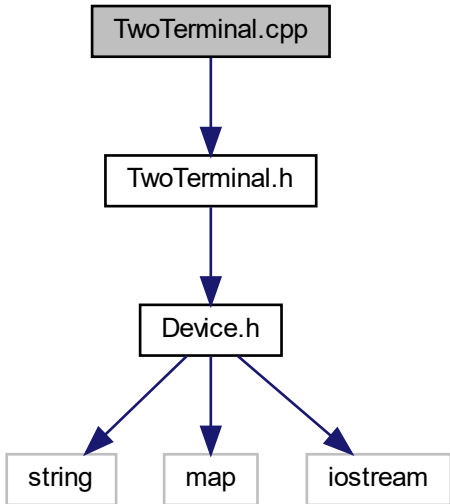 TwoTerminal.cpp
TwoTerminal.h
Device.h
string
map
iostream